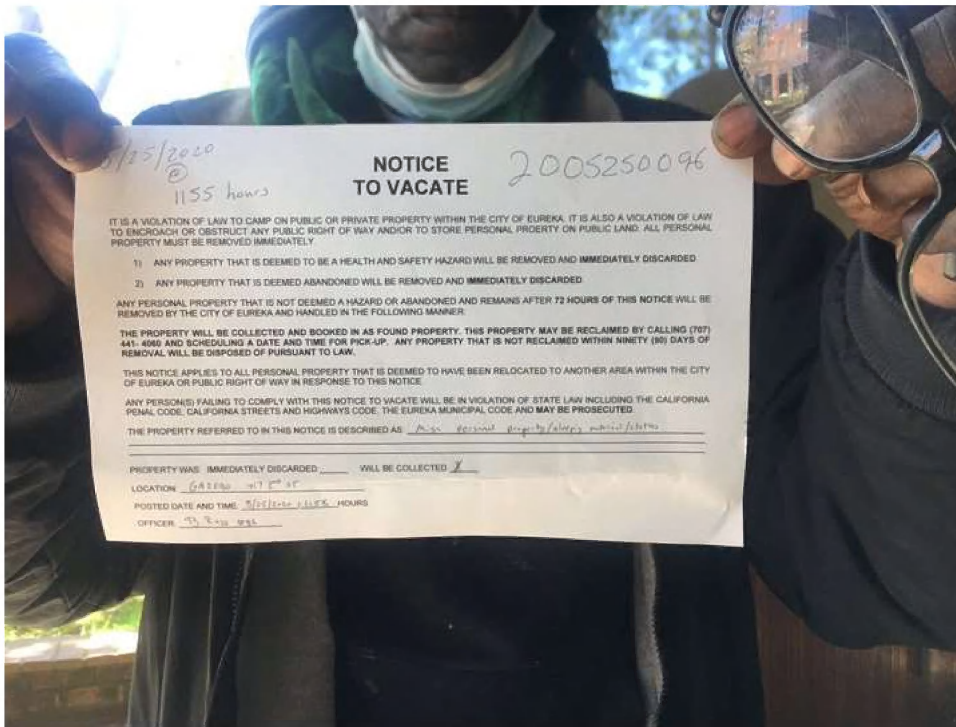 5/25/2020
@
1155 hours
NOTICE
TO VACATE
2005250096
IT IS A VIOLATION OF LAW TO CAMP ON PUBLIC OR PRIVATE PROPERTY WITHIN THE CITY OF EUREKA. IT IS ALSO A VIOLATION OF LAW
TO ENCROACH OR OBSTRUCT ANY PUBLIC RIGHT OF WAY AND/OR TO STORE PERSONAL PROERTY ON PUBLIC LAND. ALL PERSONAL
PROPERTY MUST BE REMOVED IMMEDIATELY.
1) ANY PROPERTY THAT IS DEEMED TO BE A HEALTH AND SAFETY HAZARD WILL BE REMOVED AND IMMEDIATELY DISCARDED
2) ANY PROPERTY THAT IS DEEMED ABANDONED WILL BE REMOVED AND IMMEDIATELY DISCARDED
ANY PERSONAL PROPERTY THAT IS NOT DEEMED A HAZARD OR ABANDONED AND REMAINS AFTER 72 HOURS OF THIS NOTICE WILL BE
REMOVED BY THE CITY OF EUREKA AND HANDLED IN THE FOLLOWING MANNER:
THE PROPERTY WILL BE COLLECTED AND BOOKED IN AS FOUND PROPERTY. THIS PROPERTY MAY BE RECLAIMED BY CALLING (707)
441- 4060 AND SCHEDULING A DATE AND TIME FOR PICK-UP. ANY PROPERTY THAT IS NOT RECLAIMED WITHIN NINETY (90) DAYS OF
REMOVAL WILL BE DISPOSED OF PURSUANT TO LAW.
THIS NOTICE APPLIES TO ALL PERSONAL PROPERTY THAT IS DEEMED TO HAVE BEEN RELOCATED TO ANOTHER AREA WITHIN THE CITY
OF EUREKA OR PUBLIC RIGHT OF WAY IN RESPONSE TO THIS NOTICE.
ANY PERSON(S) FAILING TO COMPLY WITH THIS NOTICE TO VACATE WILL BE IN VIOLATION OF STATE LAW INCLUDING THE CALIFORNIA
PENAL CODE, CALIFORNIA STREETS AND HIGHWAYS CODE, THE EUREKA MUNICIPAL CODE AND MAY BE PROSECUTED.
THE PROPERTY REFERRED TO IN THIS NOTICE IS DESCRIBED AS Misc personal property/sleeping material/clothes
PROPERTY WAS: IMMEDIATELY DISCARDED WILL BE COLLECTED X
LOCATION GAZEBO
POSTED DATE AND TIME 5/25/2020 HOURS
OFFICER